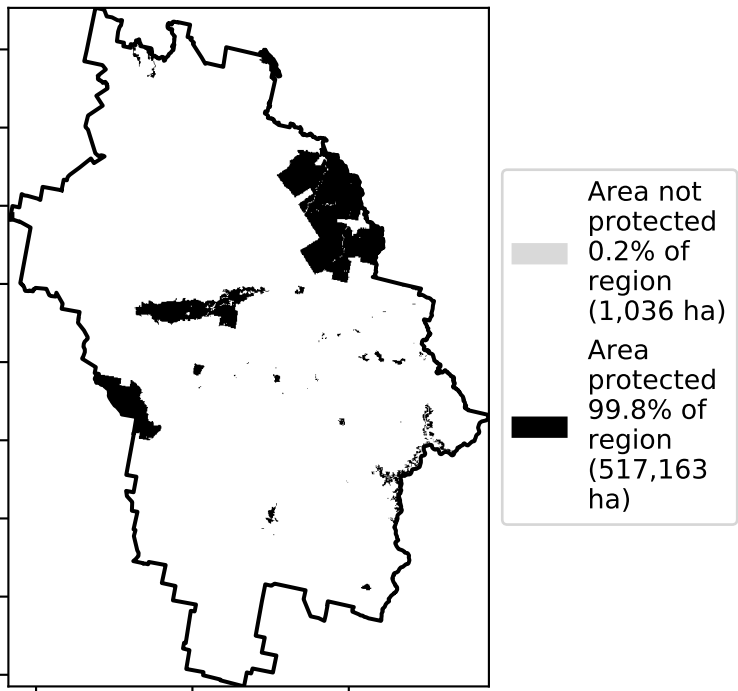 Area not
protected
0.2% of
region
(1,036 ha)
Area
protected
99.8% of
region
(517,163
ha)